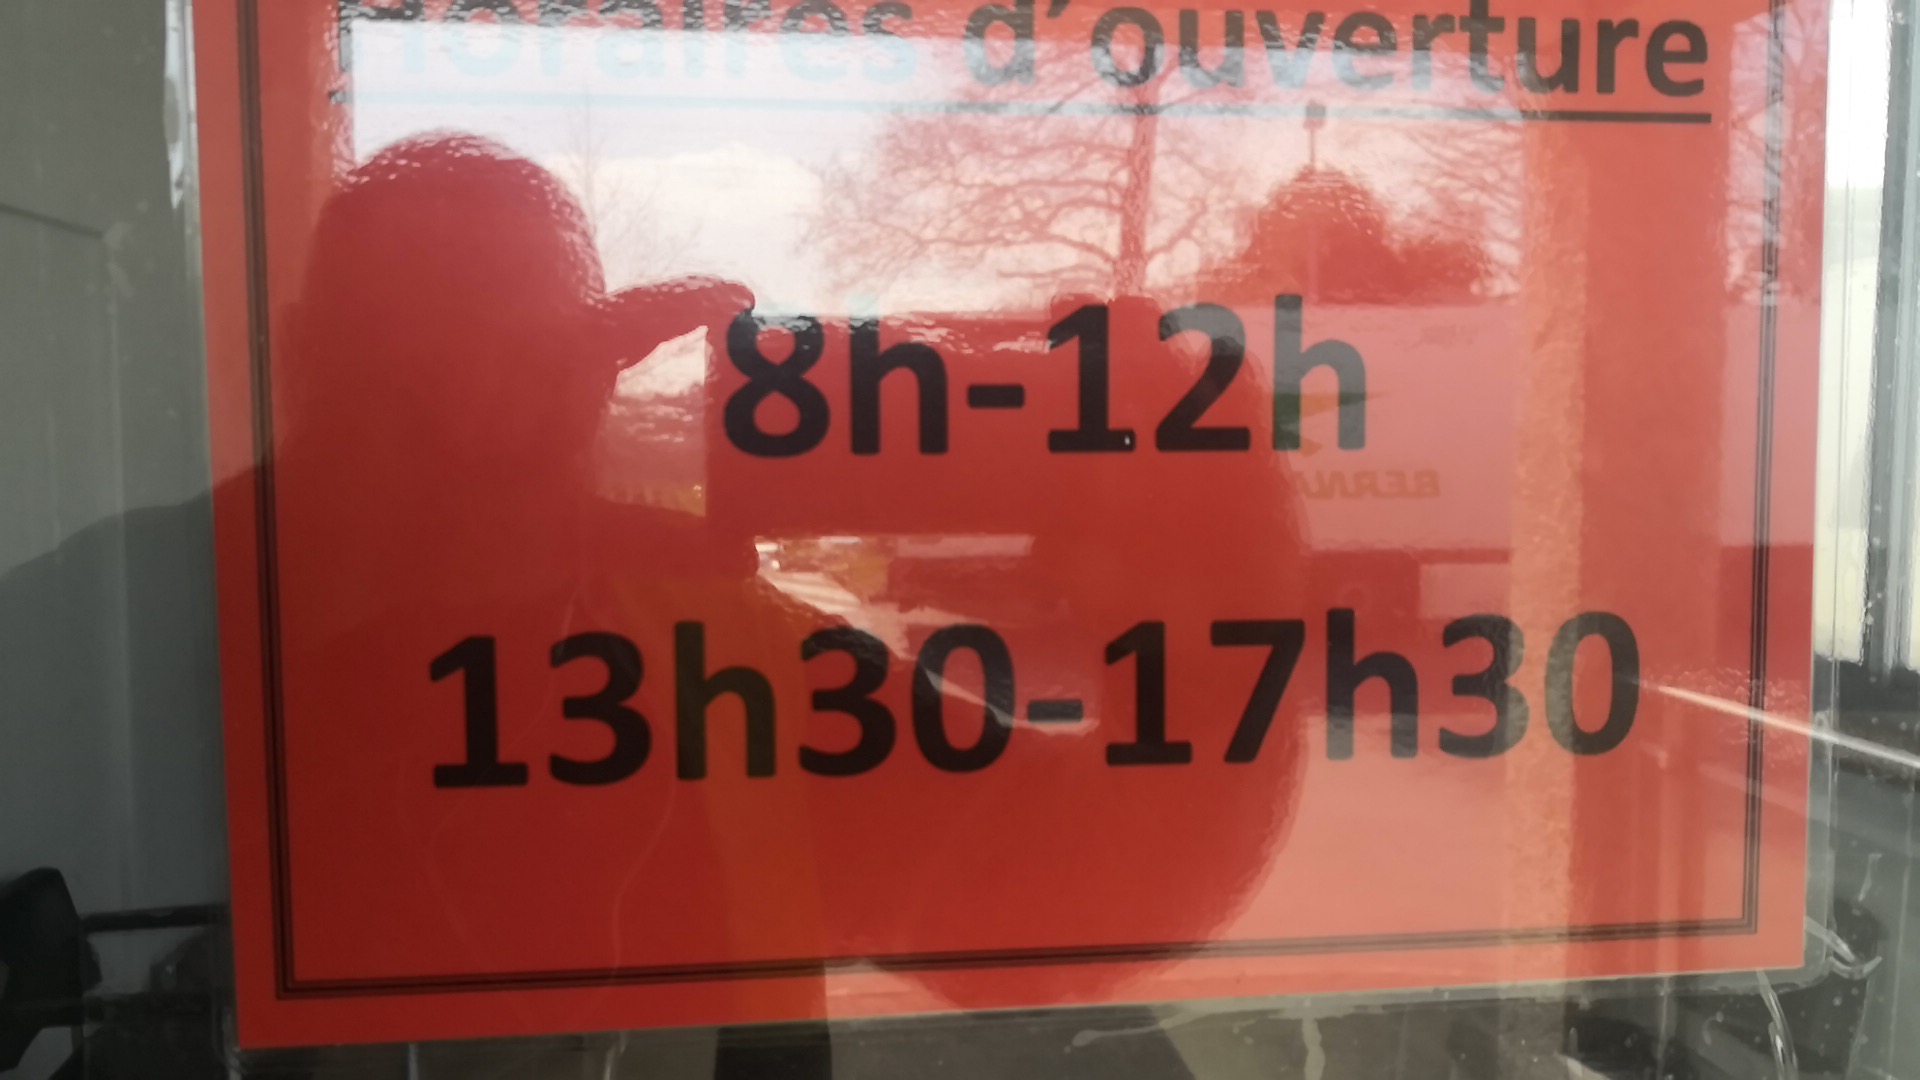 Horaires d'ouverture
8h-12h
13h30-17h30